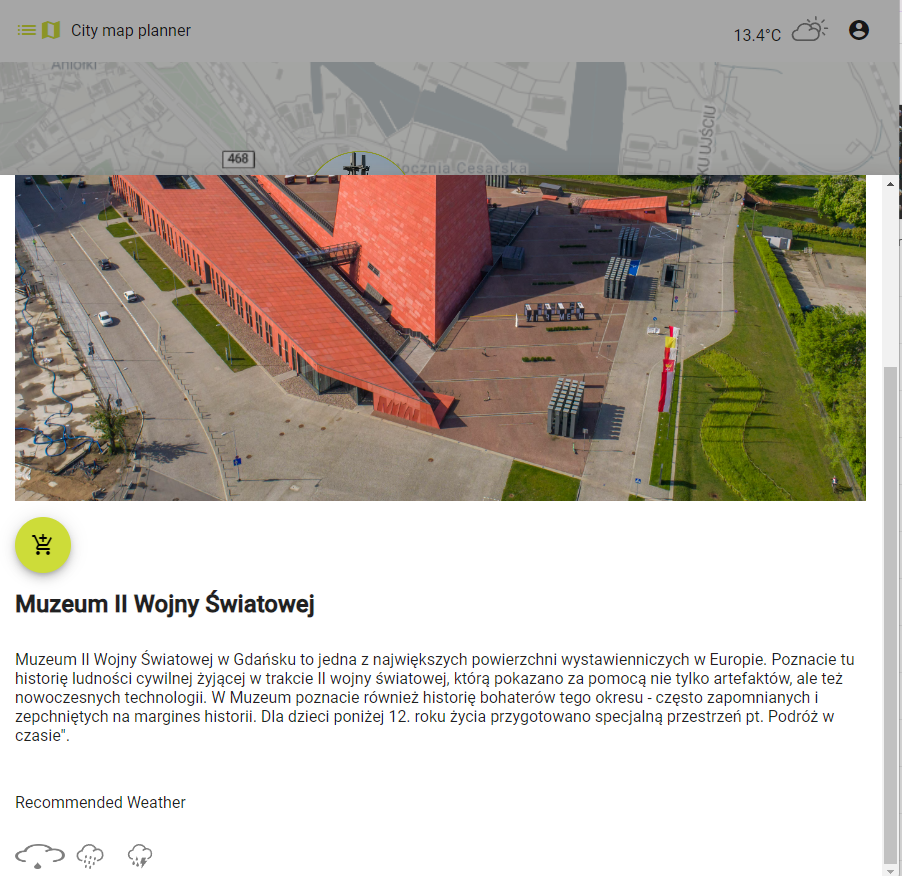 City map planner
13.4°C
Aniołki
468
ocznia Cesarska
KU UJŚCIU
Muzeum II Wojny Światowej
Muzeum II Wojny Światowej w Gdańsku to jedna z największych powierzchni wystawienniczych w Europie. Poznacie tu
historię ludności cywilnej żyjącej w trakcie II wojny światowej, którą pokazano za pomocą nie tylko artefaktów, ale też
nowoczesnych technologii. W Muzeum poznacie również historię bohaterów tego okresu - często zapomnianych i
zepchniętych na margines historii. Dla dzieci poniżej 12. roku życia przygotowano specjalną przestrzeń pt. Podróż w
czasie".
Recommended Weather